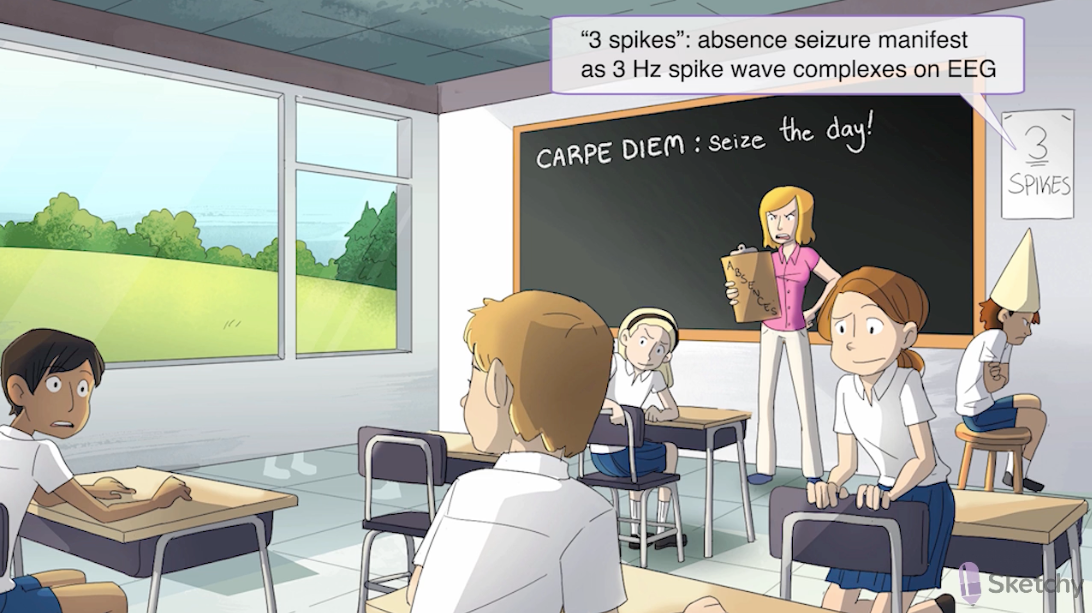 “3 spikes”: absence seizure manifest
as 3 Hz spike wave complexes on EEG
CARPE DIEM : seize the day!
3
SPIKES
ABSENCES
Sketchy